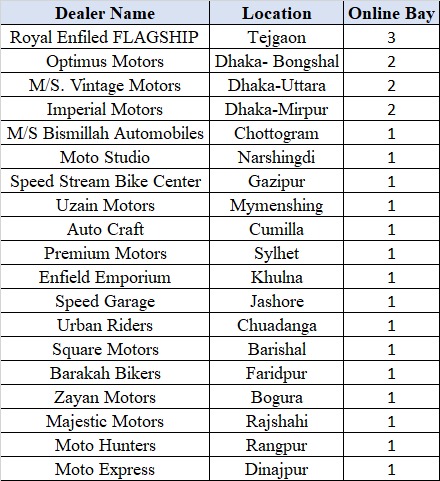 Dealer Name Location Online Bay
Royal Enfiled FLAGSHIP Tejgaon 3
Optimus Motors Dhaka- Bongshal 2
M/S. Vintage Motors Dhaka-Uttara 2
Imperial Motors Dhaka-Mirpur 2
M/S Bismillah Automobiles Chottogram 1
Moto Studio Narshingdi 1
Speed Stream Bike Center Gazipur 1
Uzain Motors Mymenshing 1
Auto Craft Cumilla 1
Premium Motors Sylhet 1
Enfield Emporium Khulna 1
Speed Garage Jashore 1
Urban Riders Chuadanga 1
Square Motors Barishal 1
Barakah Bikers Faridpur 1
Zayan Motors Bogura 1
Majestic Motors Rajshahi 1
Moto Hunters Rangpur 1
Moto Express Dinajpur 1